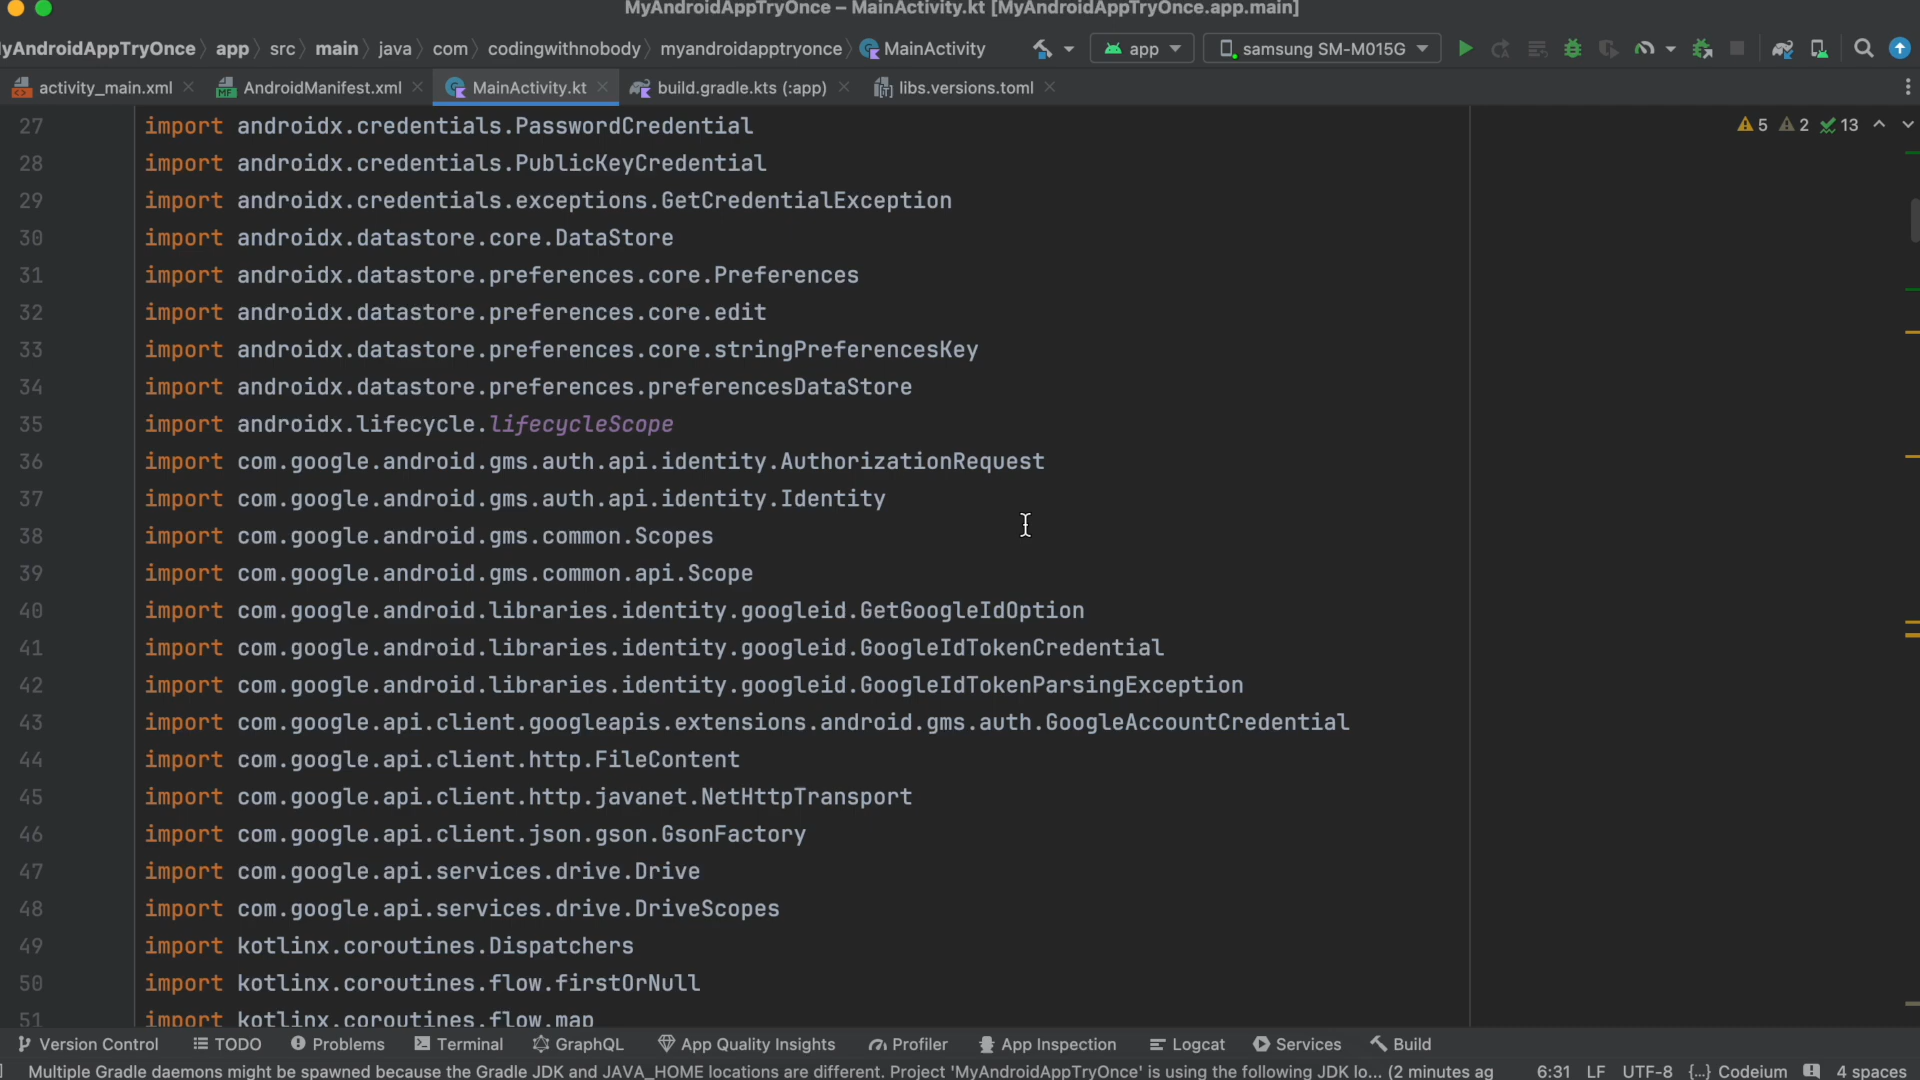 MyAndroidAppTryOnce – MainActivity.kt [MyAndroidAppTryOnce.app.main]
yAndroidAppTryOnce app src main java com codingwithnobody myandroidapptryonce MainActivity app samsung SM-M015G
activity_main.xml AndroidManifest.xml MainActivity.kt build.gradle.kts (:app) libs.versions.toml
5 2 13
27 import androidx.credentials.PasswordCredential
28 import androidx.credentials.PublicKeyCredential
29 import androidx.credentials.exceptions.GetCredentialException
30 import androidx.datastore.core.DataStore
31 import androidx.datastore.preferences.core.Preferences
32 import androidx.datastore.preferences.core.edit
33 import androidx.datastore.preferences.core.stringPreferencesKey
34 import androidx.datastore.preferences.preferencesDataStore
35 import androidx.lifecycle.lifecycleScope
36 import com.google.android.gms.auth.api.identity.AuthorizationRequest
37 import com.google.android.gms.auth.api.identity.Identity
38 import com.google.android.gms.common.Scopes
39 import com.google.android.gms.common.api.Scope
40 import com.google.android.libraries.identity.googleid.GetGoogleIdOption
41 import com.google.android.libraries.identity.googleid.GoogleIdTokenCredential
42 import com.google.android.libraries.identity.googleid.GoogleIdTokenParsingException
43 import com.google.api.client.googleapis.extensions.android.gms.auth.GoogleAccountCredential
44 import com.google.api.client.http.FileContent
45 import com.google.api.client.http.javanet.NetHttpTransport
46 import com.google.api.client.json.gson.GsonFactory
47 import com.google.api.services.drive.Drive
48 import com.google.api.services.drive.DriveScopes
49 import kotlinx.coroutines.Dispatchers
50 import kotlinx.coroutines.flow.firstOrNull
51 import kotlinx.coroutines.flow.map
Version Control TODO Problems Terminal GraphQL App Quality Insights Profiler App Inspection Logcat Services Build
Multiple Gradle daemons might be spawned because the Gradle JDK and JAVA_HOME locations are different. Project 'MyAndroidAppTryOnce' is using the following JDK lo... (2 minutes ag 6:31 LF UTF-8 {...} Codeium 4 spaces